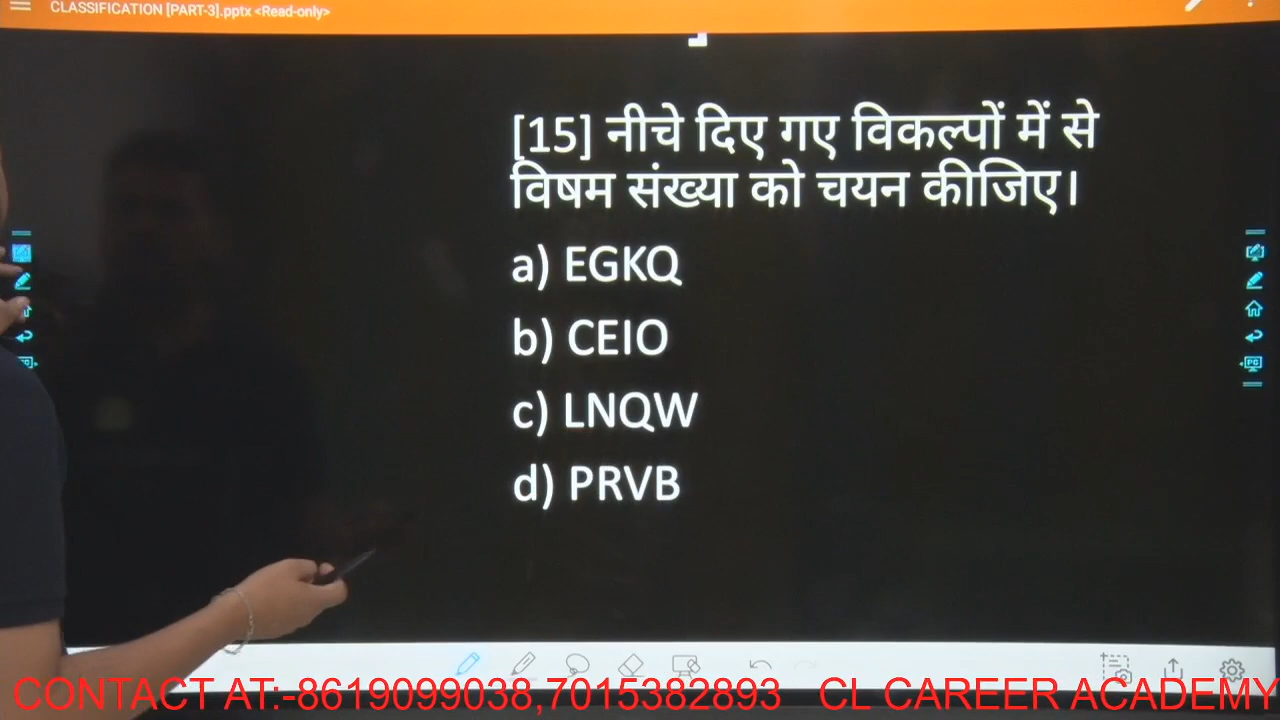 CLASSIFICATION [PART-3].pptx <Read-only>
[15] नीचे दिए गए विकल्पों में से
विषम संख्या को चयन कीजिए।
a) EGKQ
b) CEIO
c) LNQW
d) PRVB
CONTACT AT:-8619099038,7015382893 CL CAREER ACADEMY